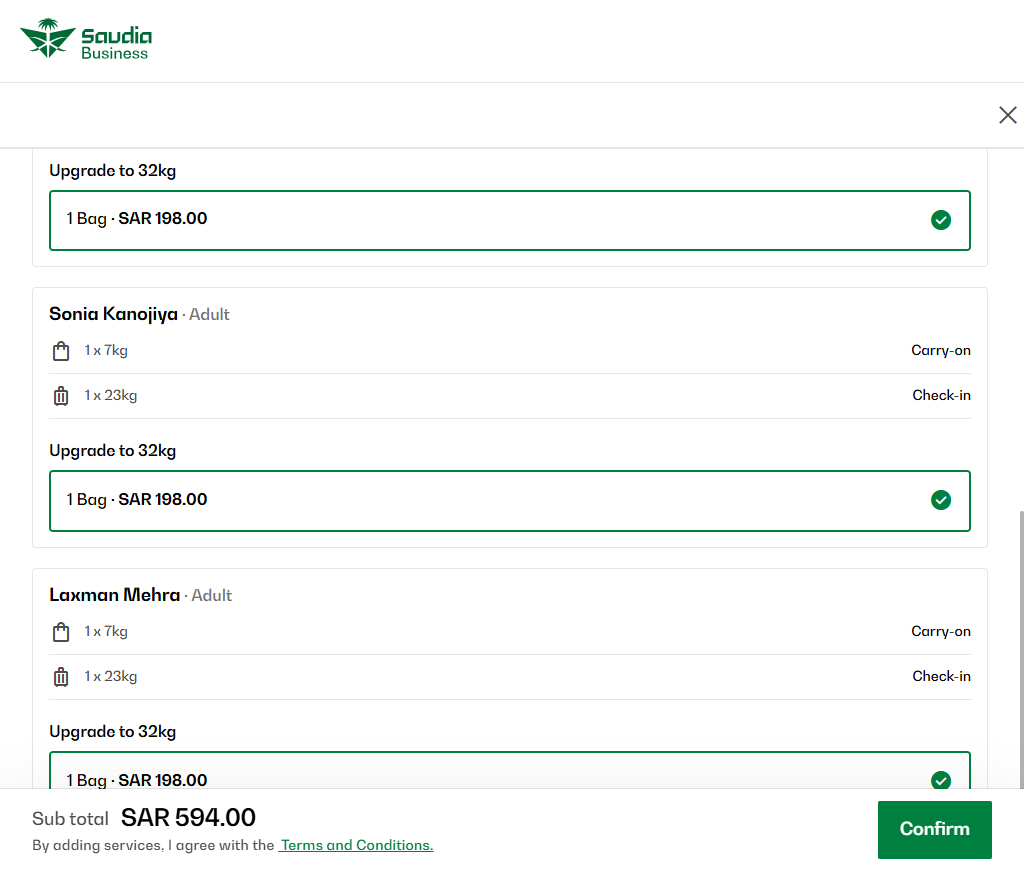 Saudia
Business
Upgrade to 32kg
1 Bag · SAR 198.00
Sonia Kanojiya · Adult
1 x 7kg Carry-on
1 x 23kg Check-in
Upgrade to 32kg
1 Bag · SAR 198.00
Laxman Mehra · Adult
1 x 7kg Carry-on
1 x 23kg Check-in
Upgrade to 32kg
1 Bag · SAR 198.00
Sub total SAR 594.00
By adding services, I agree with the Terms and Conditions.
Confirm